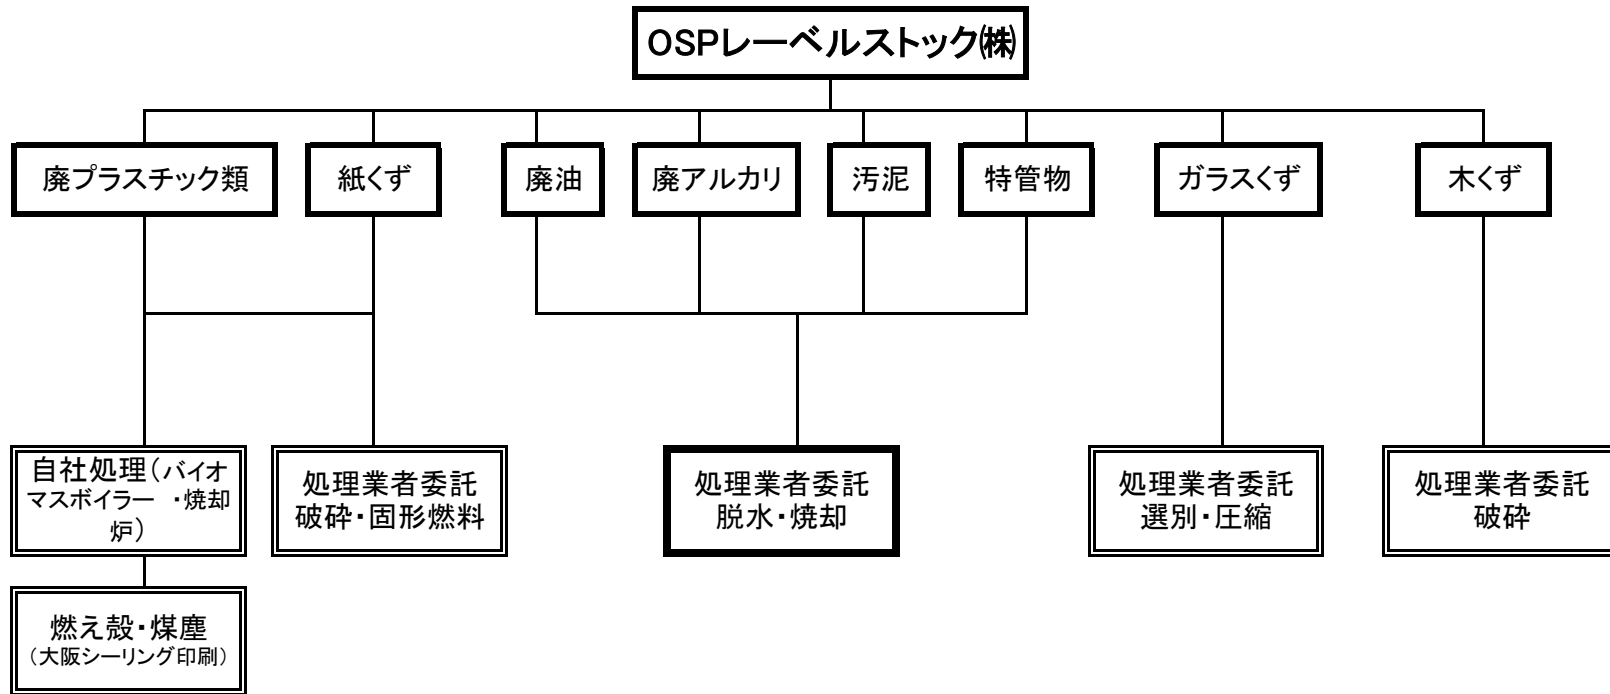 OSPレーベルストック㈱
廃プラスチック類
紙くず
廃油
廃アルカリ
汚泥
特管物
ガラスくず
木くず
自社処理(バイオ
マスボイラー ・焼却
炉)
処理業者委託
破砕・固形燃料
処理業者委託
脱水・焼却
処理業者委託
選別・圧縮
処理業者委託
破砕
燃え殻・煤塵
(大阪シーリング印刷)